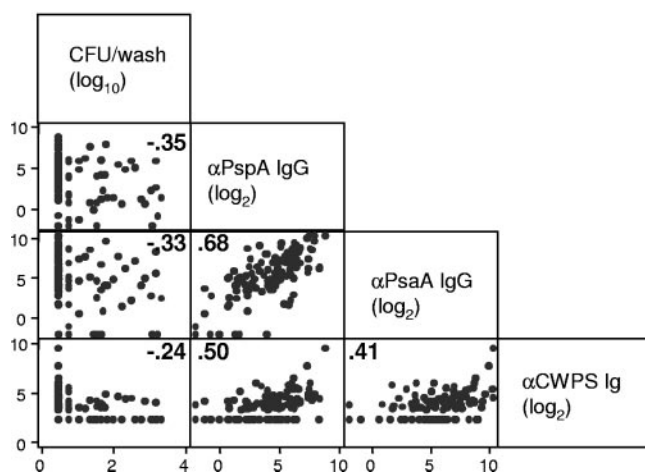 CFU/wash
(log10)
10
5
0
-.35
αPspA IgG
(log2)
10
5
0
-.33
.68
αPsaA IgG
(log2)
10
5
0
-.24
.50
.41
αCWPS Ig
(log2)
0 2 4 0 5 10 0 5 10